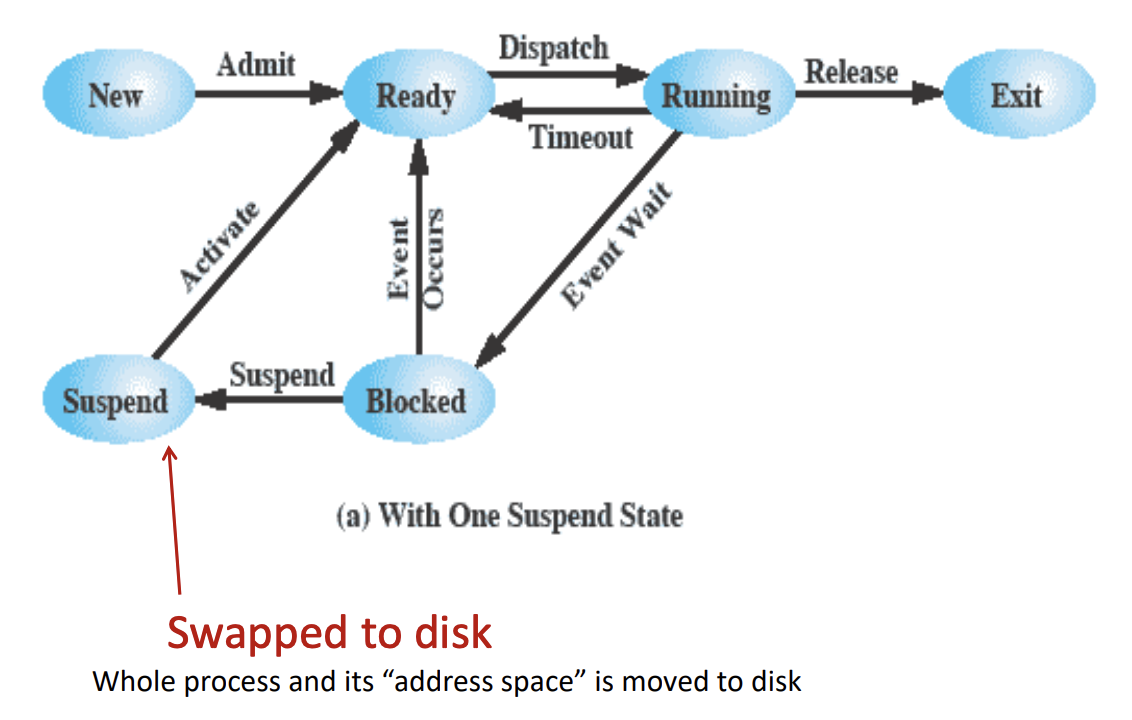 Dispatch
Admit
Release
New
Ready
Running
Exit
Timeout
Activate
Event
Occurs
Event Wait
Suspend
Suspend
Blocked
(a) With One Suspend State
Swapped to disk
Whole process and its “address space” is moved to disk